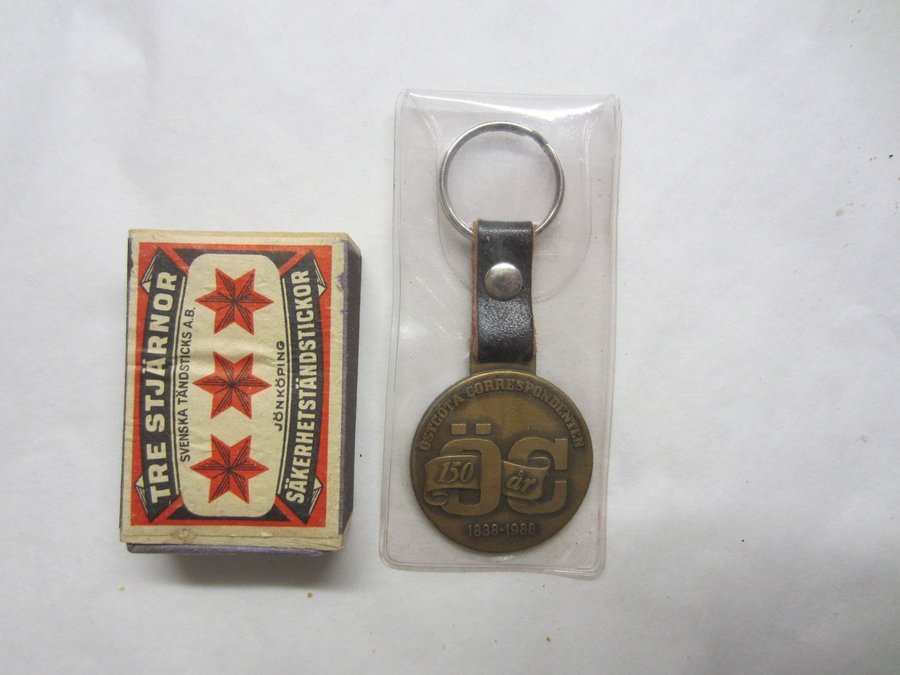 TRE STJÄRNOR
SVENSKA TÄNDSTICKS A.B.
JÖNKÖPING
SÄKERHETSTÄNDSTICKOR
ÖSTGÖTA CORRESPONDENTEN
ÖC
150 år
1838-1988